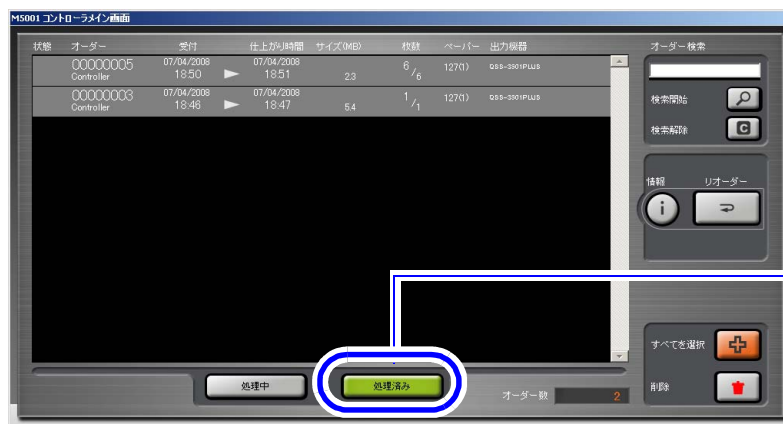 M5001 コントローラメイン画面
状態 オーダー 受付 仕上がり時間 サイズ(MB) 枚数 ペーパー 出力機器
00000005 07/04/2008 07/04/2008 6/6 127(1) QSS-3501PLUS
Controller 18:50 18:51 2.3
00000003 07/04/2008 07/04/2008 1/1 127(1) QSS-3501PLUS
Controller 18:46 18:47 5.4
オーダー検索
検索開始
検索解除 C
情報 リオーダー
i
すべてを選択
削除
処理中 処理済み オーダー数 2